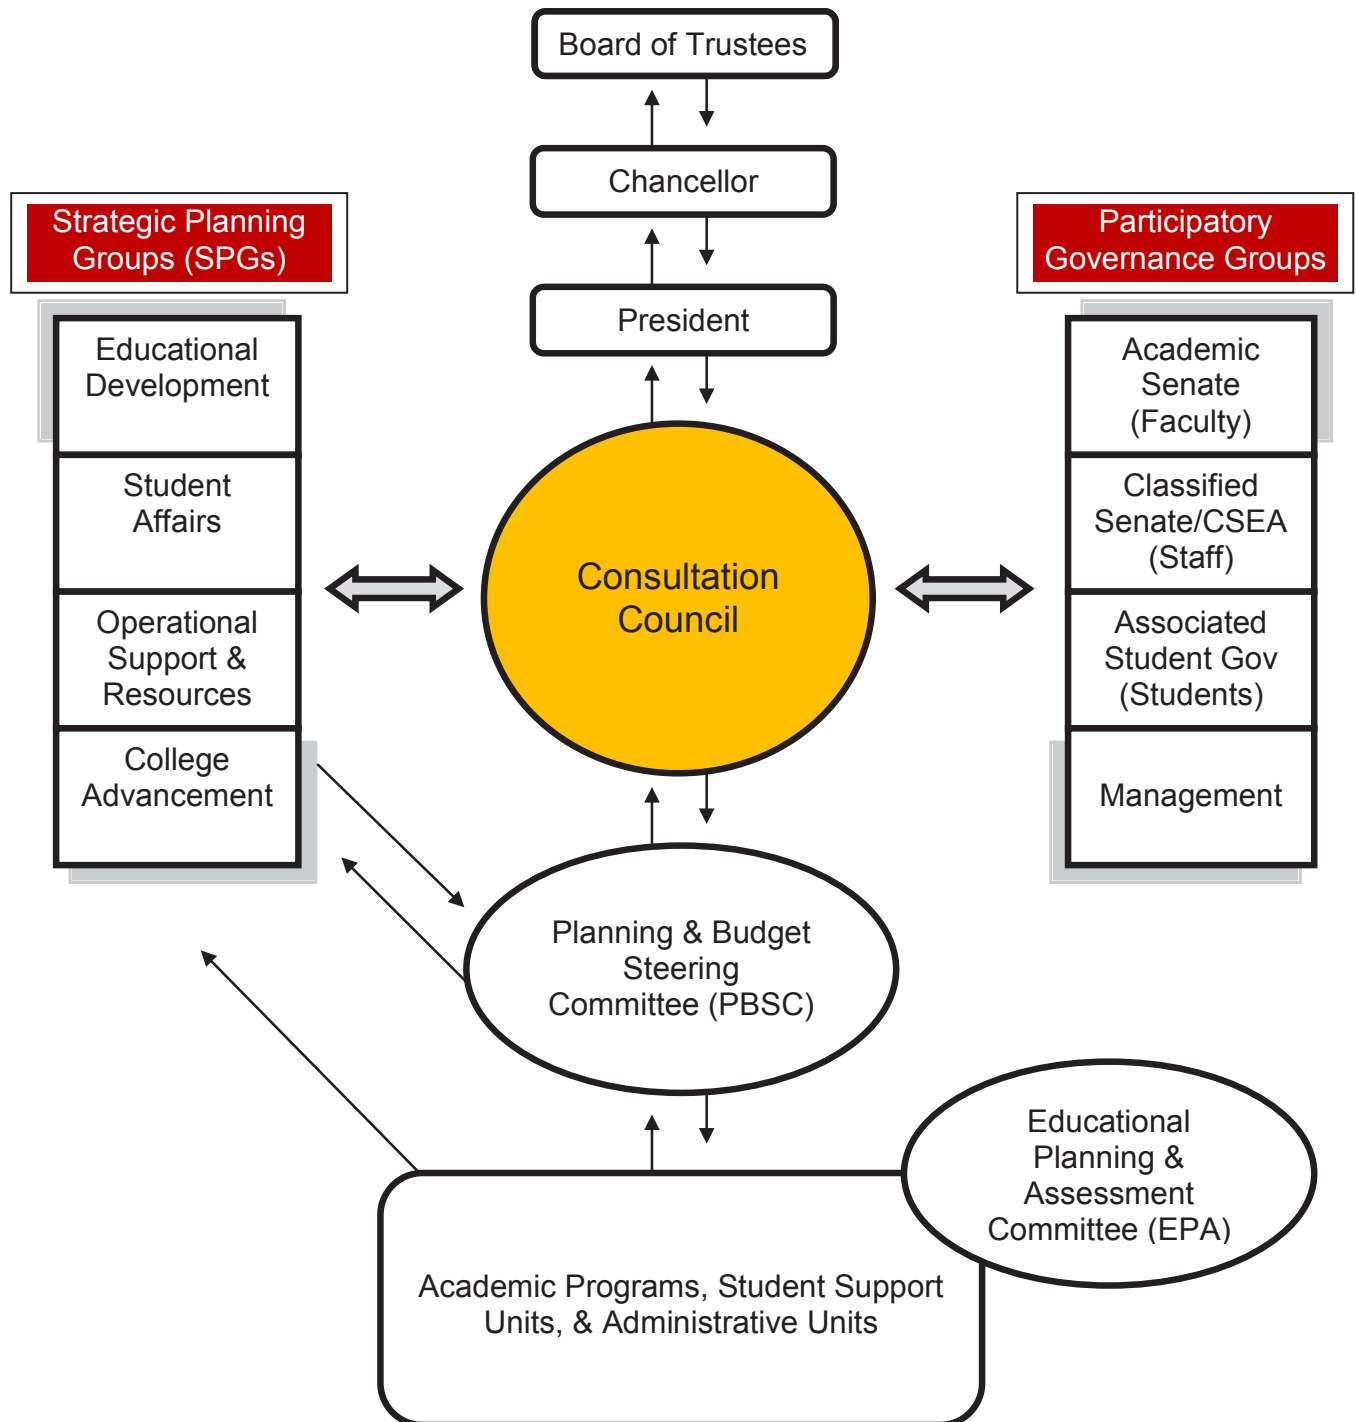 Board of Trustees
Chancellor
President
Strategic Planning
Groups (SPGs)
Educational
Development
Student
Affairs
Operational
Support &
Resources
College
Advancement
Consultation
Council
Participatory
Governance Groups
Academic
Senate
(Faculty)
Classified
Senate/CSEA
(Staff)
Associated
Student Gov
(Students)
Management
Planning & Budget
Steering
Committee (PBSC)
Educational
Planning &
Assessment
Committee (EPA)
Academic Programs, Student Support
Units, & Administrative Units